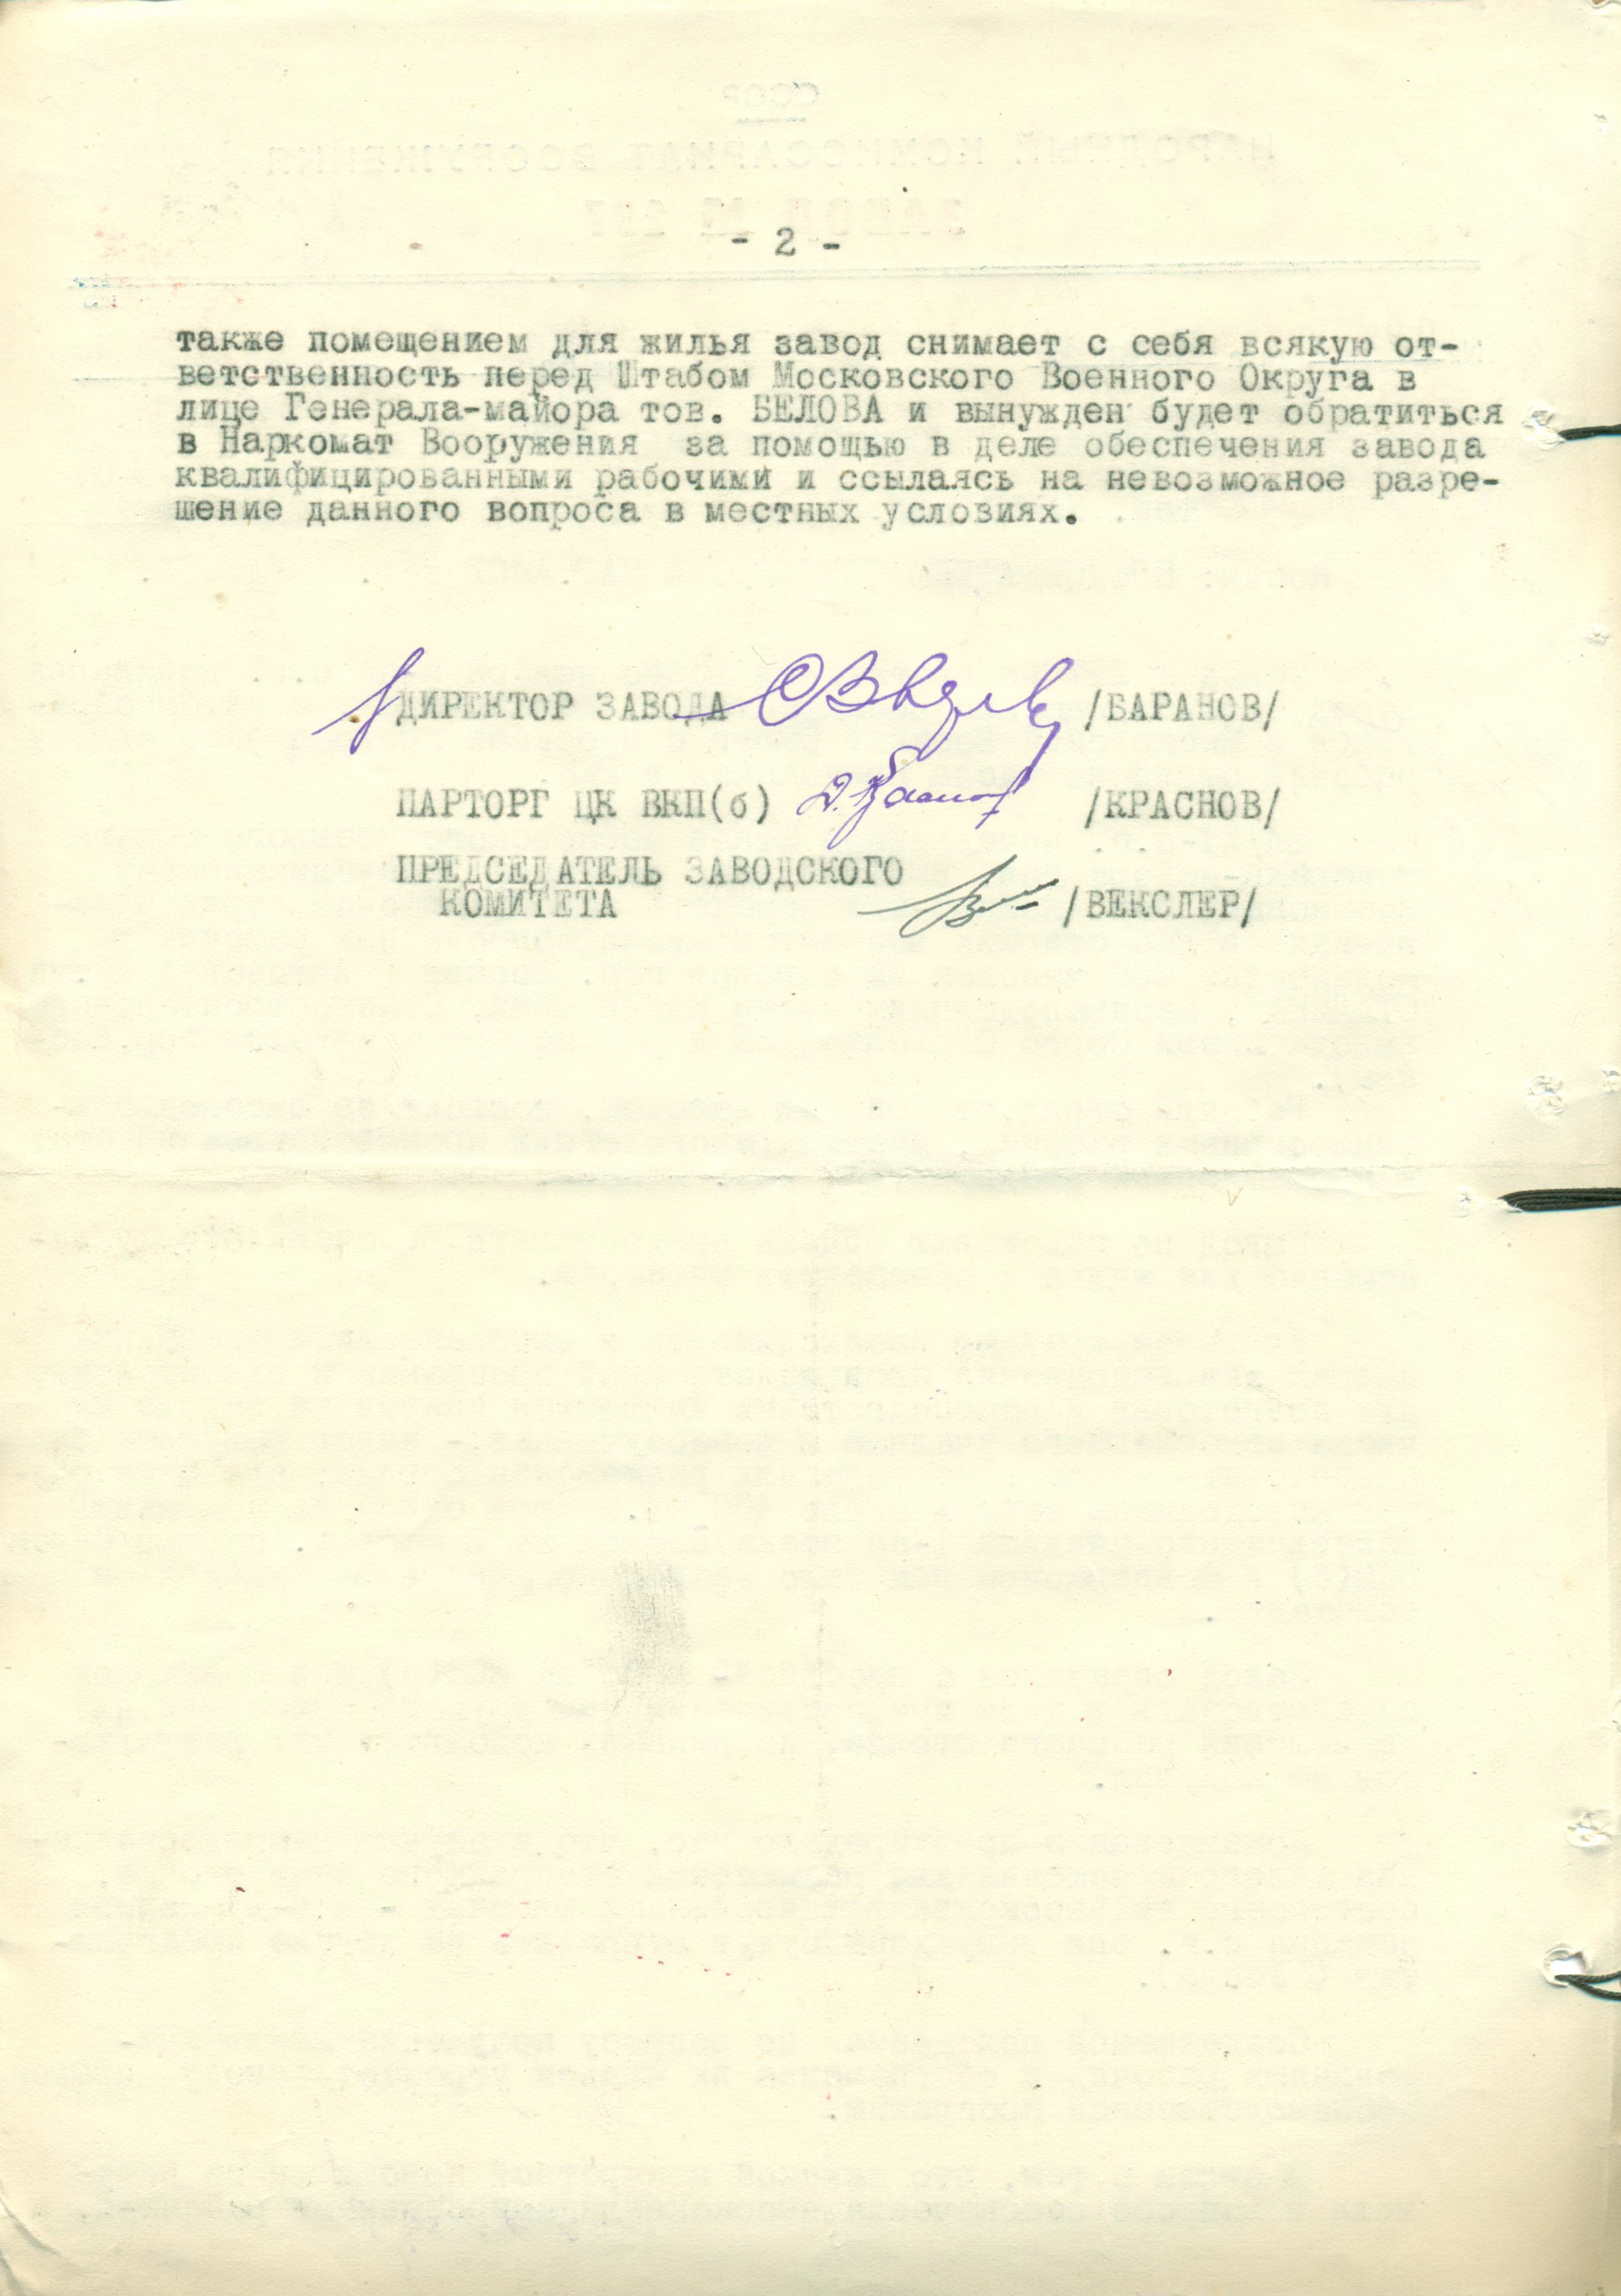 - 2 -
также помещением для жилья завод снимает с себя всякую от-
ветственность перед Штабом Московского Военного Округа в
лице Генерала-майора тов. БЕЛОВА и вынужден будет обратиться
в Наркомат Вооружения за помощью в деле обеспечения завода
квалифицированными рабочими и ссылаясь на невозможное разре-
шение данного вопроса в местных условиях.
ДИРЕКТОР ЗАВОДА /БАРАНОВ/
ПАРТОРГ ЦК ВКП(б) /КРАСНОВ/
ПРЕДСЕДАТЕЛЬ ЗАВОДСКОГО
КОМИТЕТА /ВЕКСЛЕР/